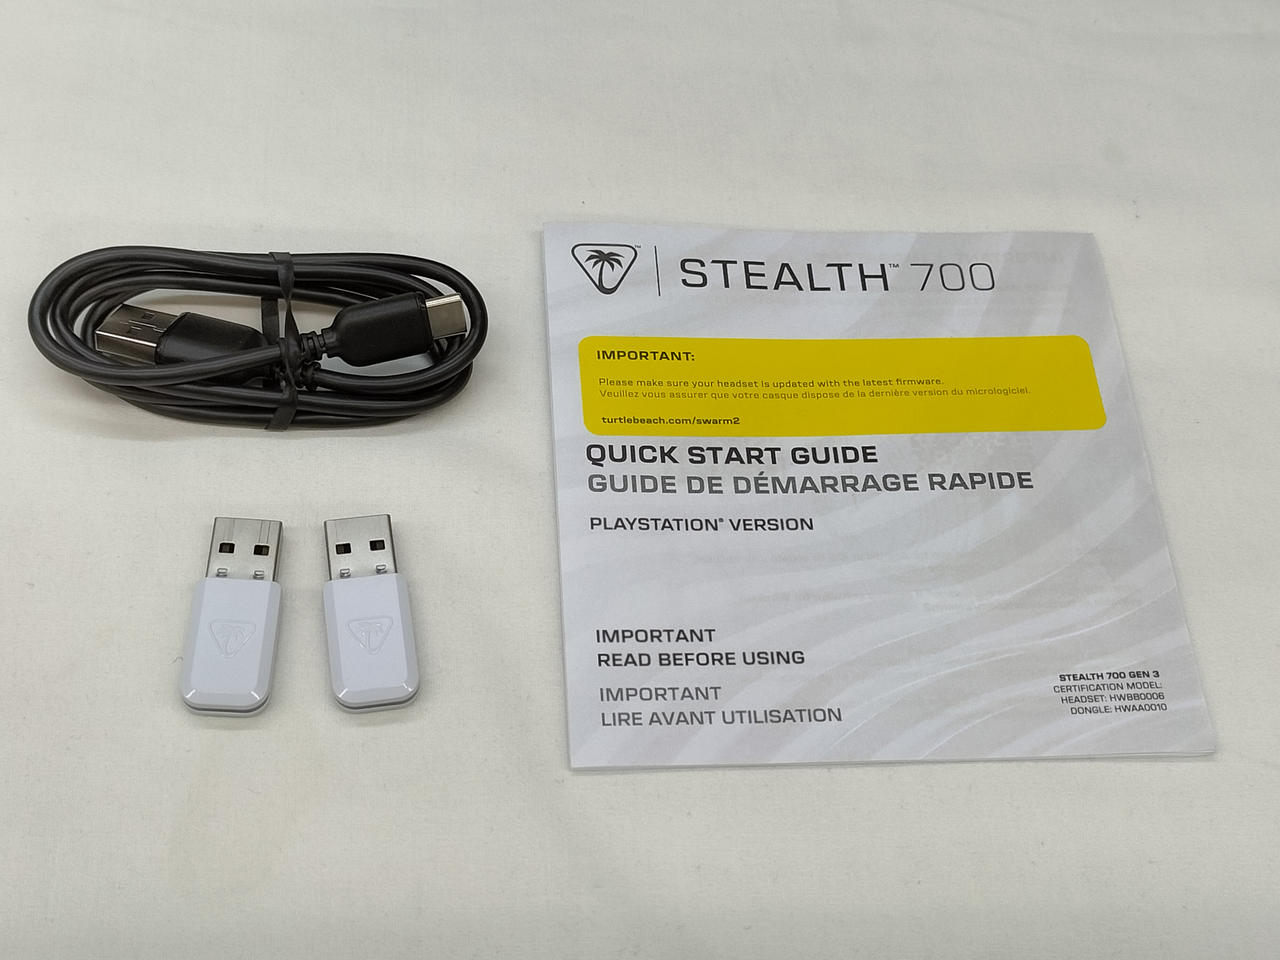 STEALTH™ 700
IMPORTANT:
Please make sure your headset is updated with the latest firmware.
Veuillez vous assurer que votre casque dispose de la dernière version du micrologiciel.
turtlebeach.com/swarm2
QUICK START GUIDE
GUIDE DE DÉMARRAGE RAPIDE
PLAYSTATION® VERSION
IMPORTANT
READ BEFORE USING
IMPORTANT
LIRE AVANT UTILISATION
STEALTH 700 GEN 3
CERTIFICATION MODEL:
HEADSET: HWBB0006
DONGLE: HWAA0010